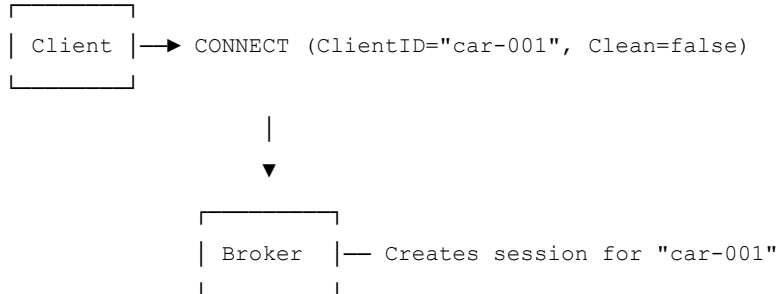 Client CONNECT (ClientID="car-001", Clean=false)
Broker Creates session for "car-001"